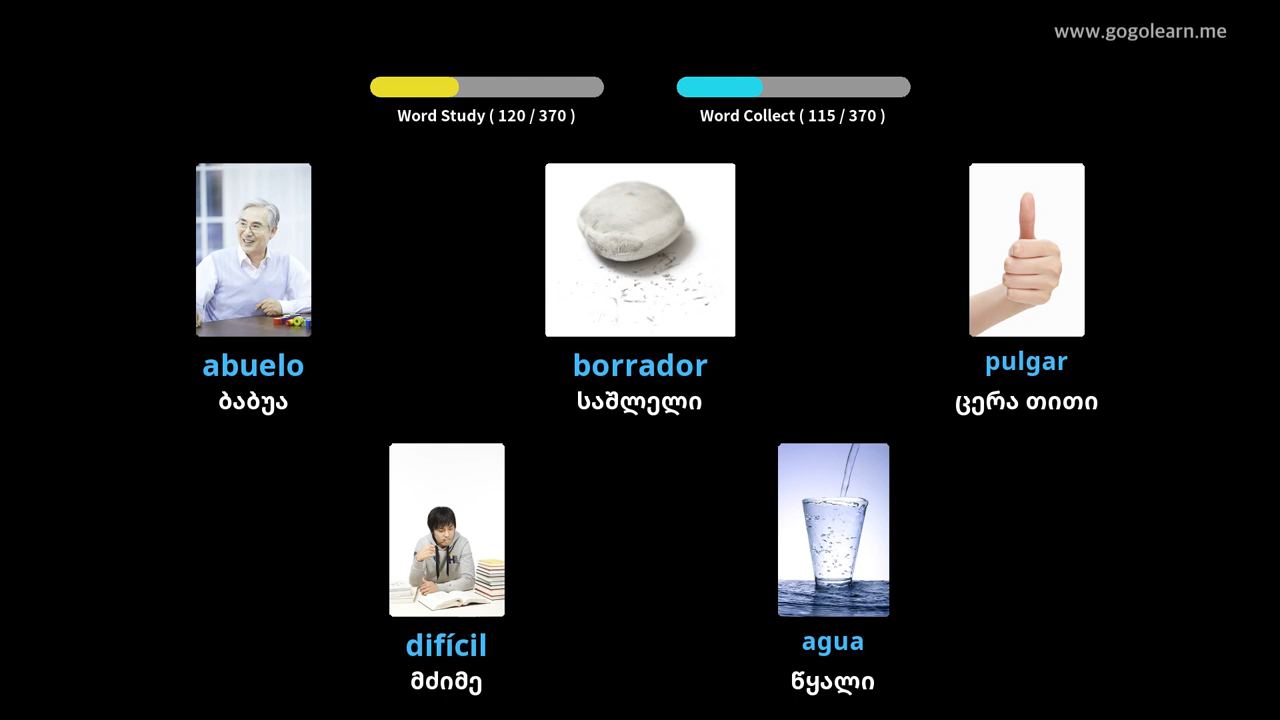 www.gogolearn.me
Word Study ( 120 / 370 )
Word Collect ( 115 / 370 )
abuelo
ბაბუა
borrador
საშლელი
pulgar
ცერა თითი
difícil
მძიმე
agua
წყალი